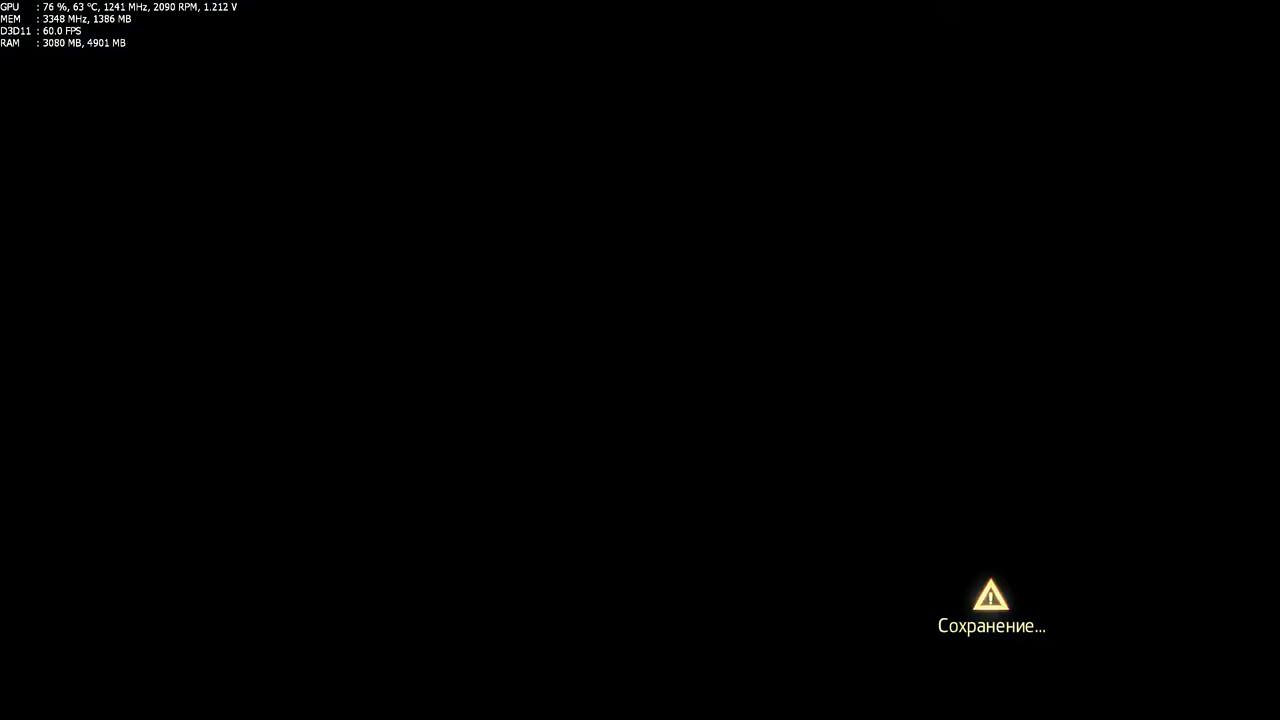 GPU : 76 %, 63 °C, 1241 MHz, 2090 RPM, 1.212 V
MEM : 3348 MHz, 1386 MB
D3D11 : 60.0 FPS
RAM : 3080 MB, 4901 MB
Сохранение...